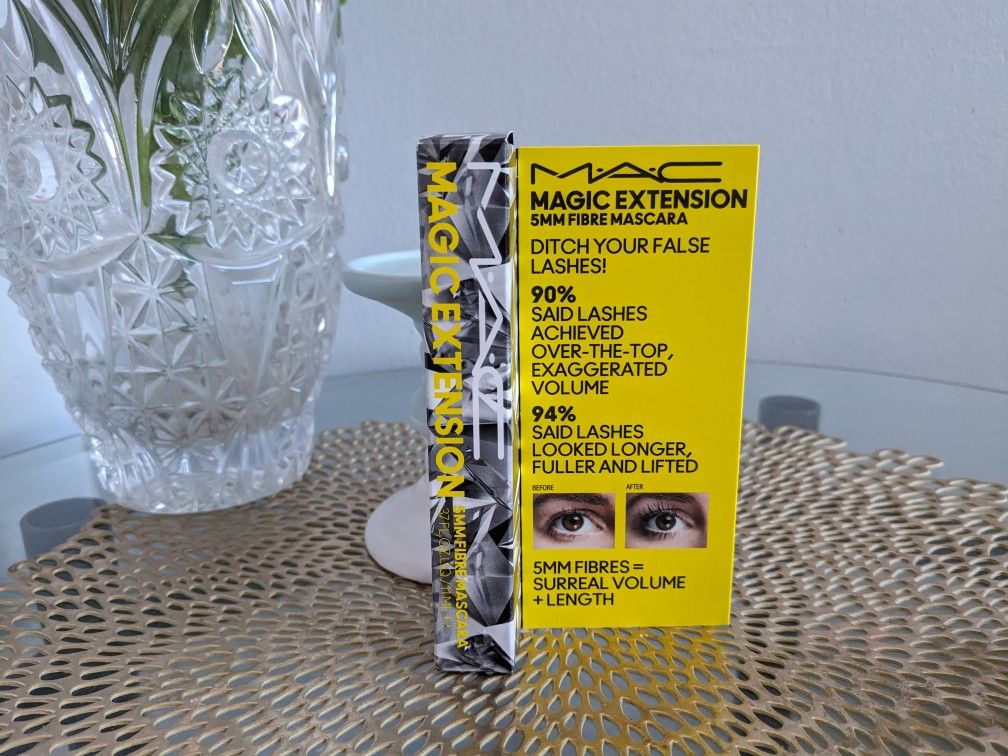 MAGIC EXTENSION
5MM FIBRE MASCARA
M·A·C
M·A·C
MAGIC EXTENSION
5MM FIBRE MASCARA
DITCH YOUR FALSE
LASHES!
90%
SAID LASHES
ACHIEVED
OVER-THE-TOP,
EXAGGERATED
VOLUME
94%
SAID LASHES
LOOKED LONGER,
FULLER AND LIFTED
BEFORE
AFTER
5MM FIBRES =
SURREAL VOLUME
+ LENGTH